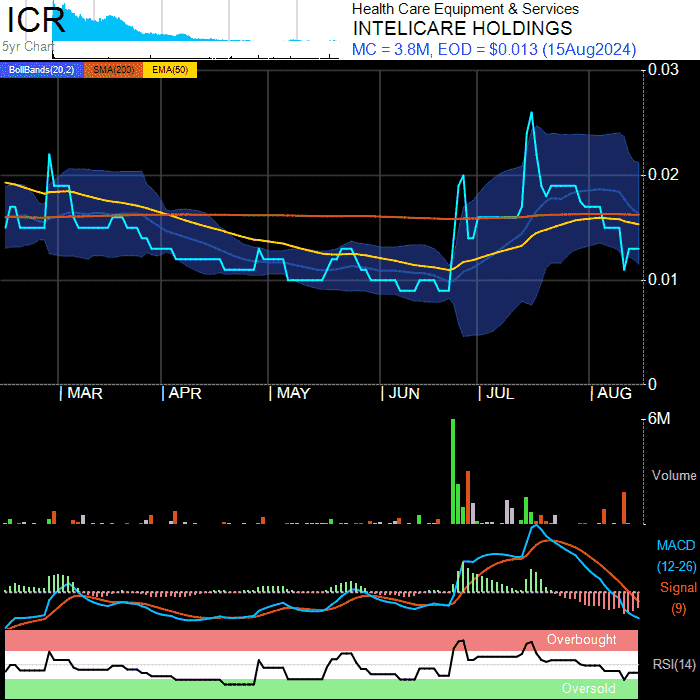 ICR
5yr Chart
Health Care Equipment & Services
INTELICARE HOLDINGS
MC = 3.8M, EOD = $0.013 (15Aug2024)
BollBands(20,2) SMA(200) EMA(50)
0.03
0.02
0.01
0
MAR APR MAY JUN JUL AUG
6M
Volume
MACD
(12-26)
Signal
(9)
Overbought
RSI(14)
Oversold